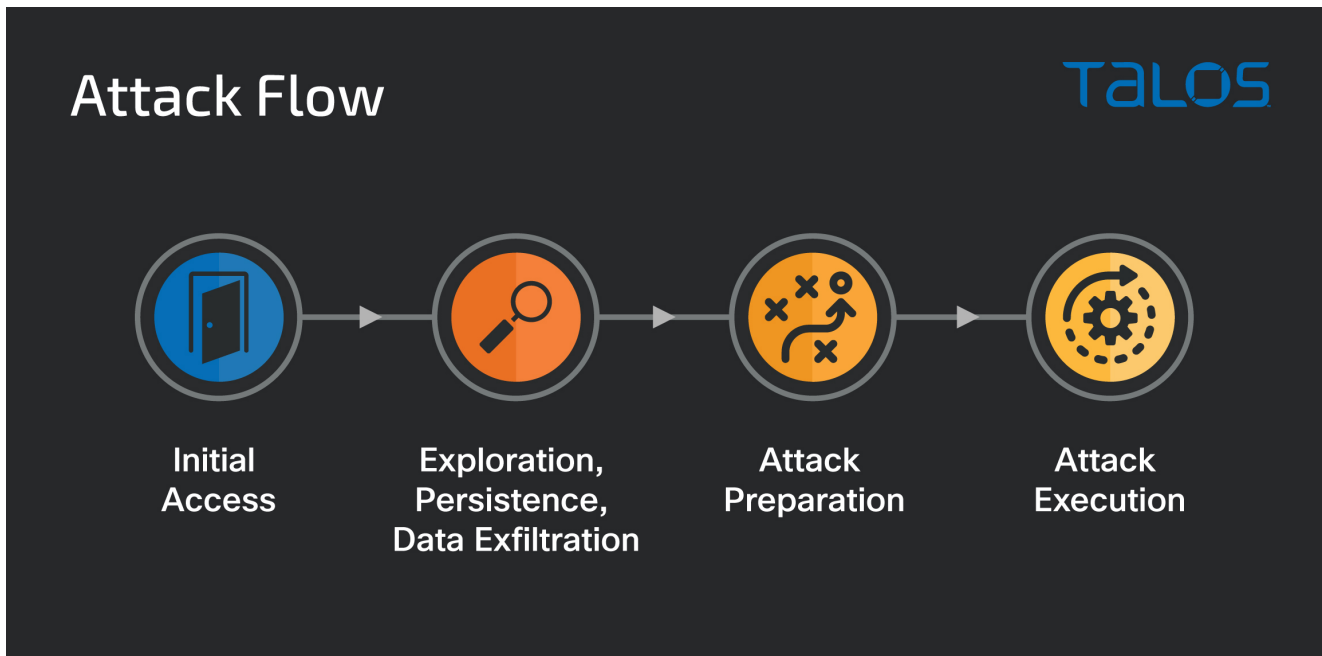 Attack Flow
TALOS
Initial
Access
Exploration,
Persistence,
Data Exfiltration
Attack
Preparation
Attack
Execution